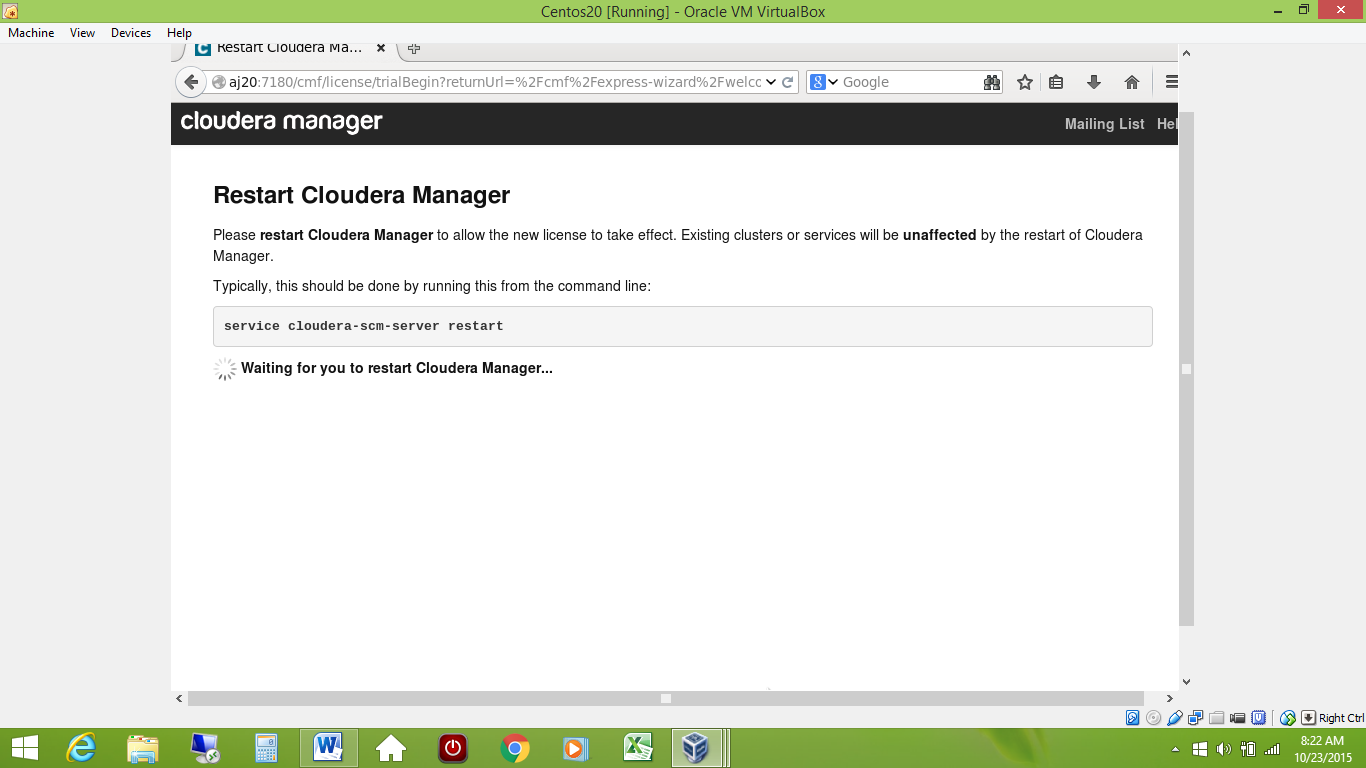 Centos20 [Running] - Oracle VM VirtualBox
Machine View Devices Help
Restart Cloudera Ma...
aj20:7180/cmf/license/trialBegin?returnUrl=%2Fcmf%2Fexpress-wizard%2Fwelcc
Google
cloudera manager
Mailing List Hel
Restart Cloudera Manager
Please restart Cloudera Manager to allow the new license to take effect. Existing clusters or services will be unaffected by the restart of Cloudera
Manager.
Typically, this should be done by running this from the command line:
service cloudera-scm-server restart
Waiting for you to restart Cloudera Manager...
Right Ctrl
8:22 AM
10/23/2015